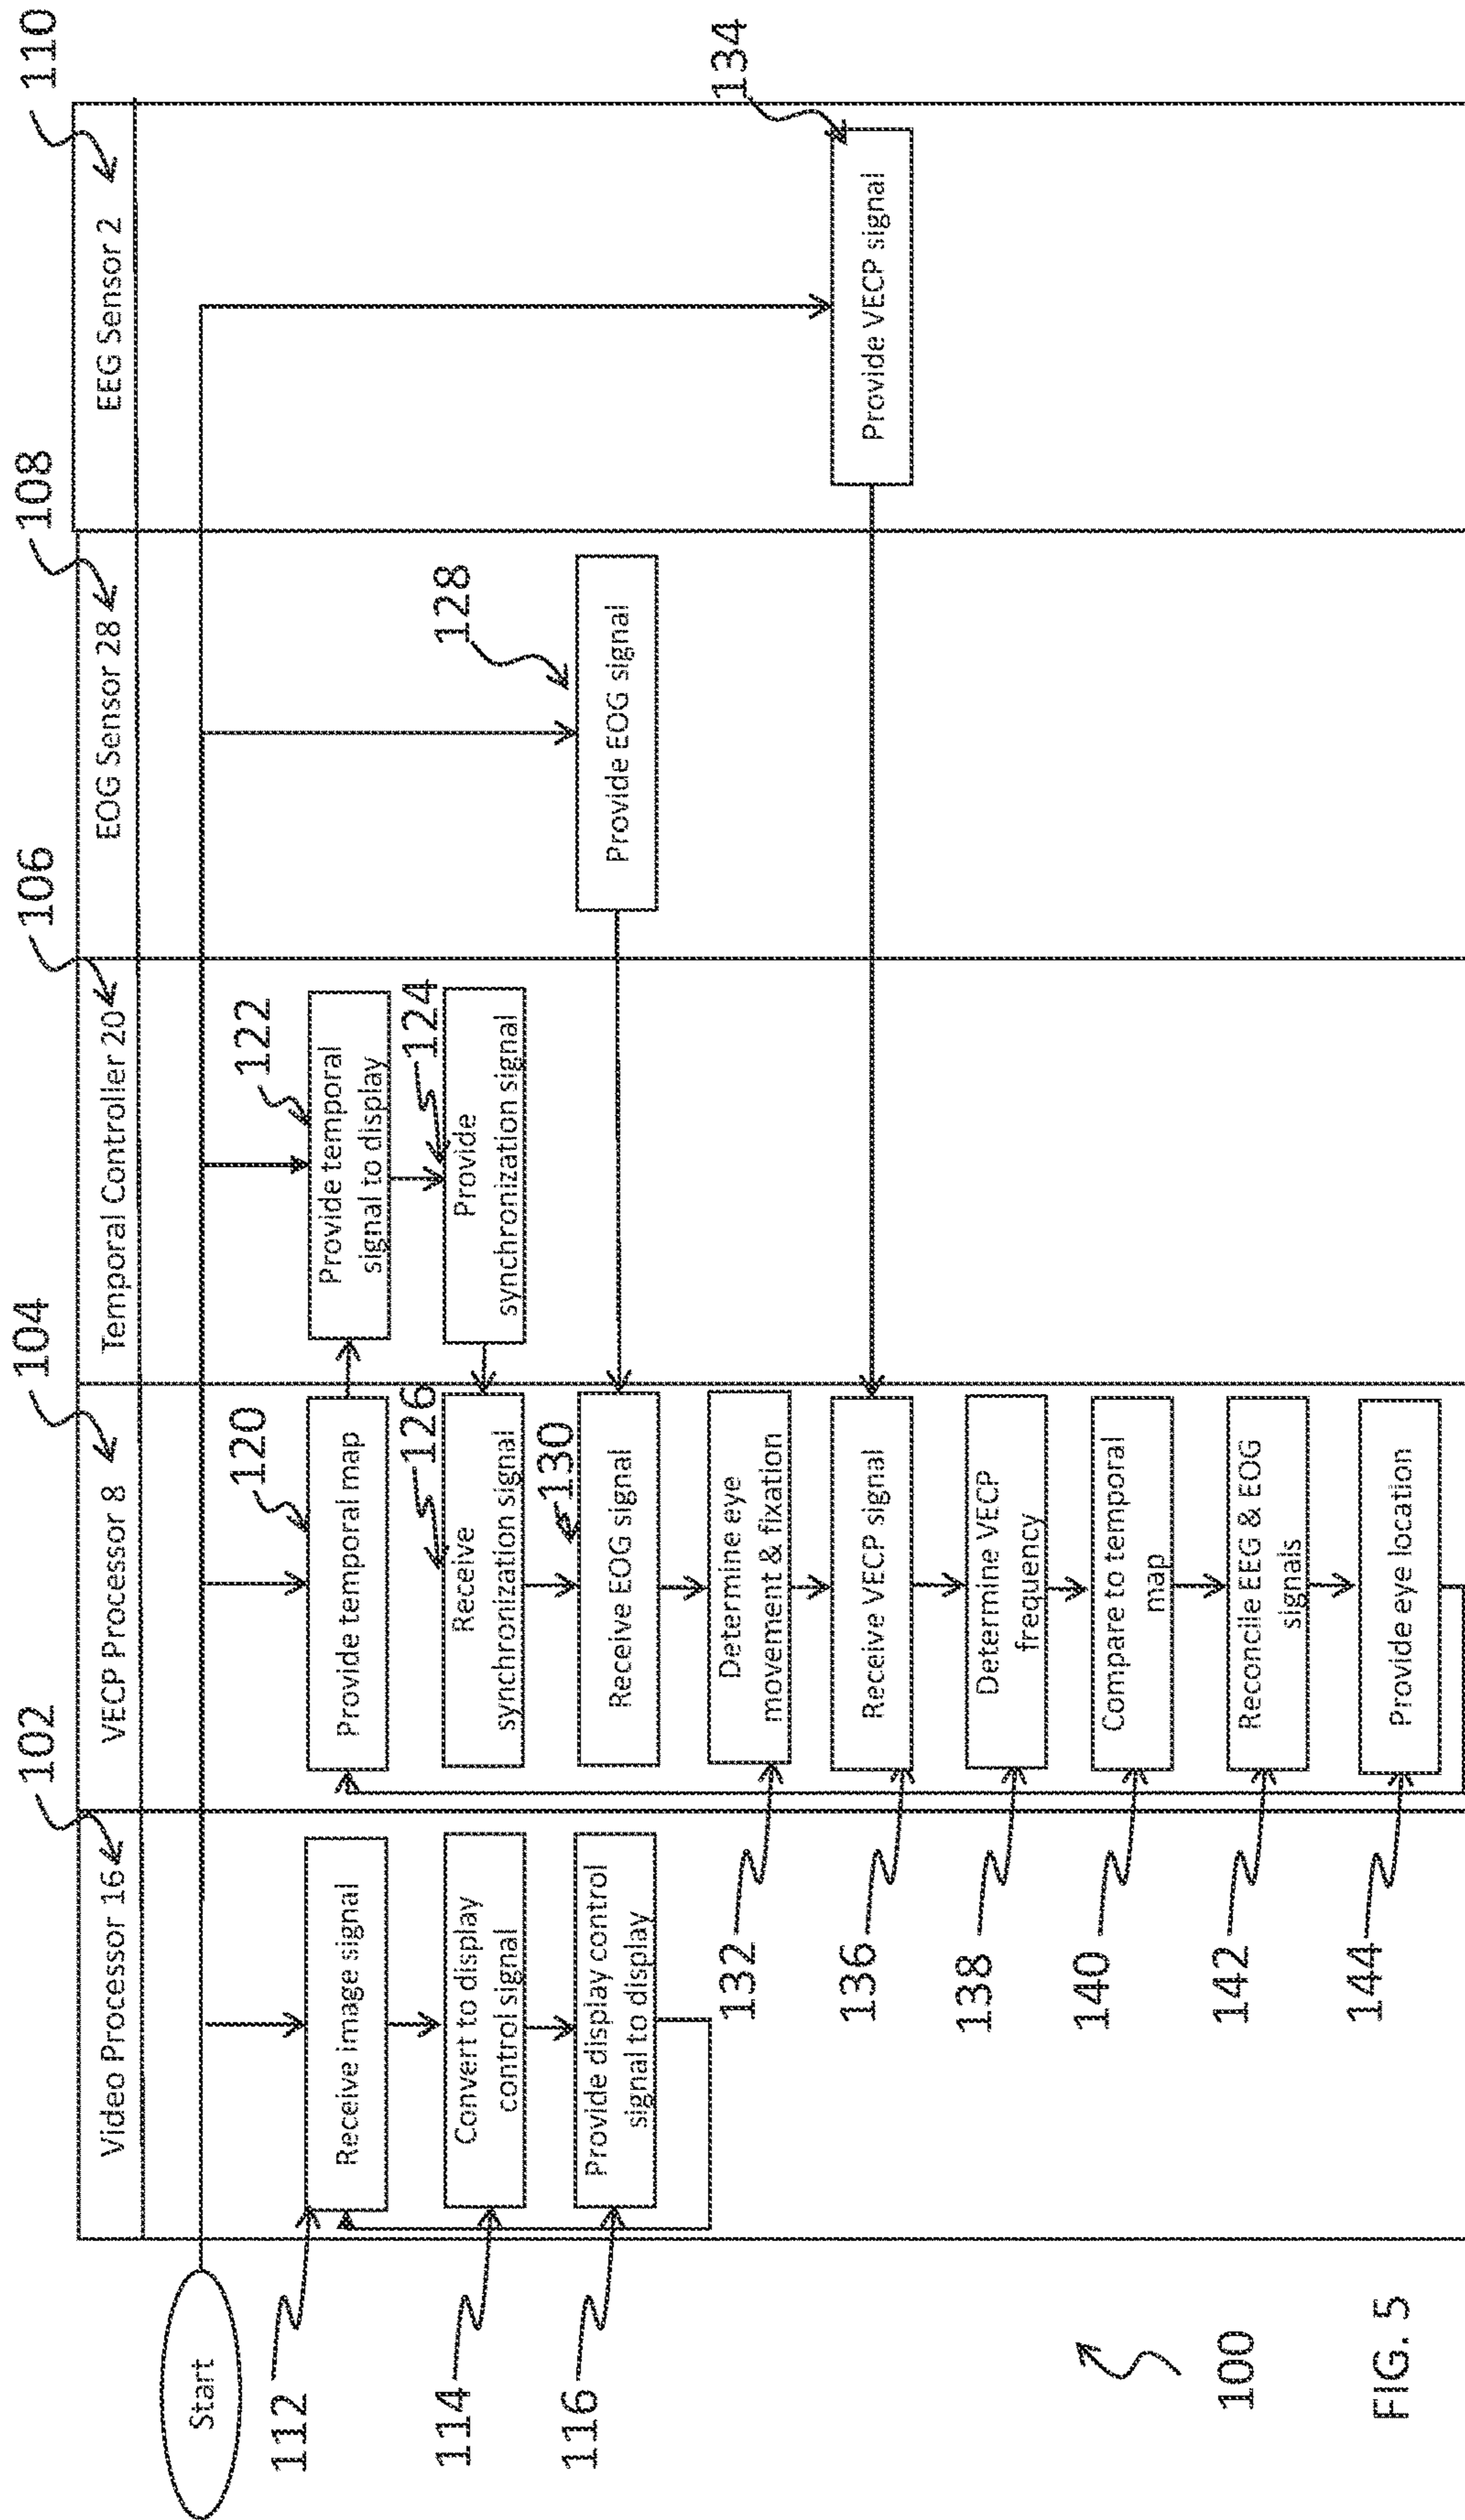 102
104
106
108
110
Video Processor 16
VECP Processor 8
Temporal Controller 20
EOG Sensor 28
EEG Sensor 2
Start
112
Receive image signal
120
Provide temporal map
122
Provide temporal
signal to display
114
Convert to display
control signal
126
Receive
synchronization signal
124
Provide
synchronization signal
116
Provide display control
signal to display
130
Receive EOG signal
128
Provide EOG signal
132
Determine eye
movement & fixation
136
Receive VECP signal
134
Provide VECP signal
138
Determine VECP
frequency
140
Compare to temporal
map
142
Reconcile EEG & EOG
signals
144
Provide eye location
100
FIG. 5